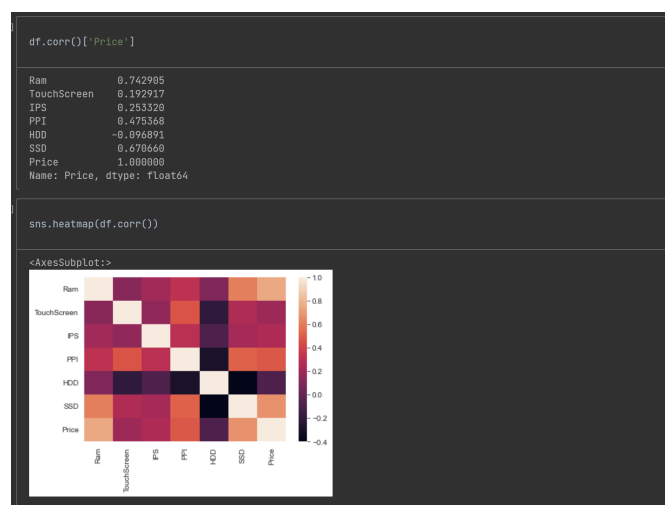 df.corr()['Price']
Ram 0.742905
TouchScreen 0.192917
IPS 0.253320
PPI 0.475368
HDD -0.096891
SSD 0.670660
Price 1.000000
Name: Price, dtype: float64
sns.heatmap(df.corr())
<AxesSubplot:>
Ram
TouchScreen
IPS
PPI
HDD
SSD
Price
Ram
TouchScreen
IPS
PPI
HDD
SSD
Price
1.0
0.8
0.6
0.4
0.2
0.0
-0.2
-0.4